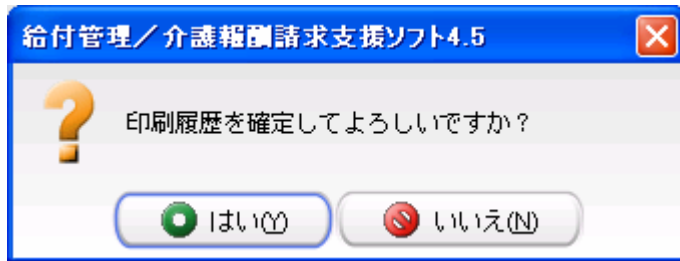 給付管理/介護報酬請求支援ソフト4.5
印刷履歴を確定してよろしいですか?
はい(Y)
いいえ(N)